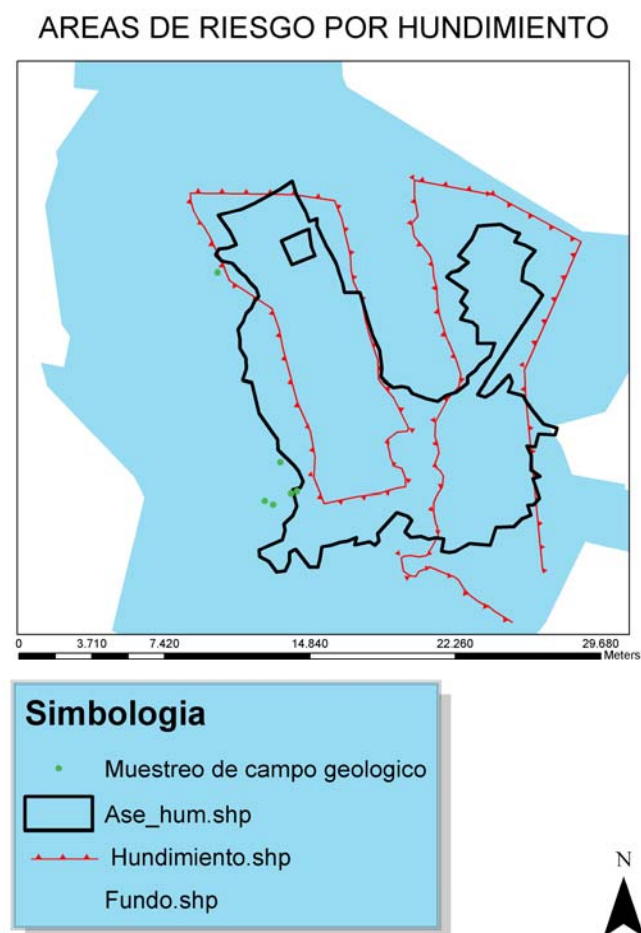 AREAS DE RIESGO POR HUNDIMIENTO
0 3.710 7.420 14.840 22.260 29.680
Meters
Simbologia
Muestreo de campo geologico
Ase_hum.shp
Hundimiento.shp
Fundo.shp
N